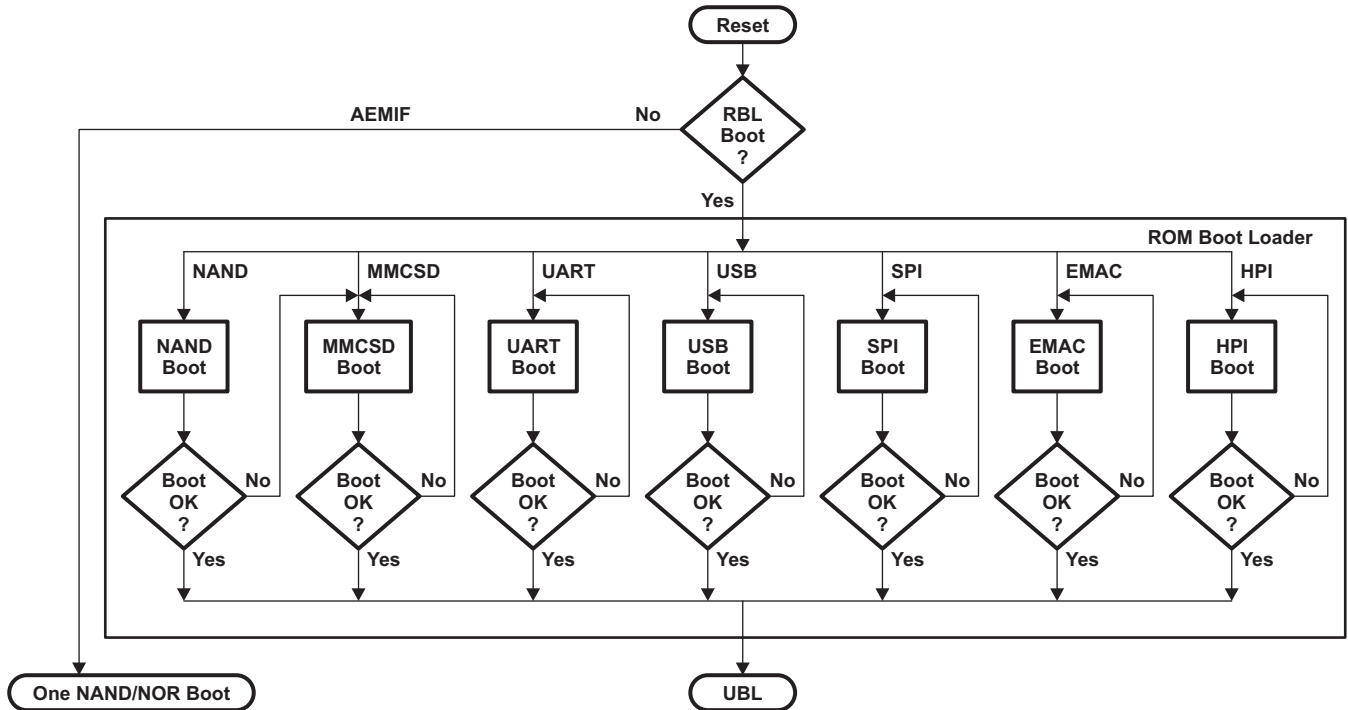 Reset
AEMIF
No
RBL
Boot
?
Yes
ROM Boot Loader
NAND
MMCSD
UART
USB
SPI
EMAC
HPI
NAND
Boot
MMCSD
Boot
UART
Boot
USB
Boot
SPI
Boot
EMAC
Boot
HPI
Boot
Boot
OK
?
No
Boot
OK
?
No
Boot
OK
?
No
Boot
OK
?
No
Boot
OK
?
No
Boot
OK
?
No
Boot
OK
?
No
Yes
Yes
Yes
Yes
Yes
Yes
Yes
One NAND/NOR Boot
UBL